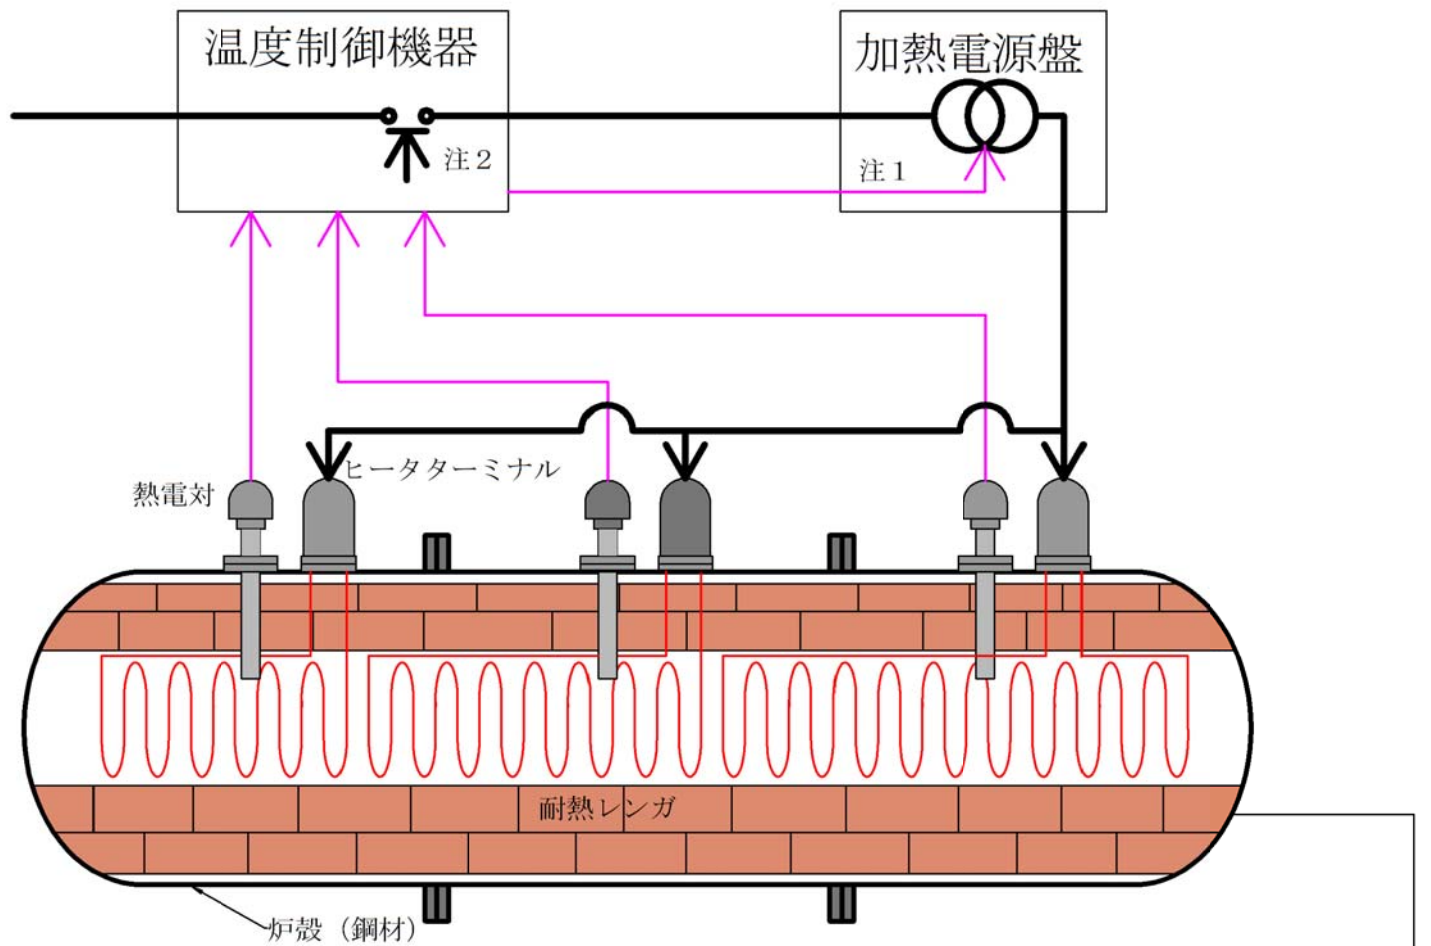 温度制御機器
加熱電源盤
注２
注１
ヒータターミナル
熱電対
耐熱レンガ
炉殻（鋼材）